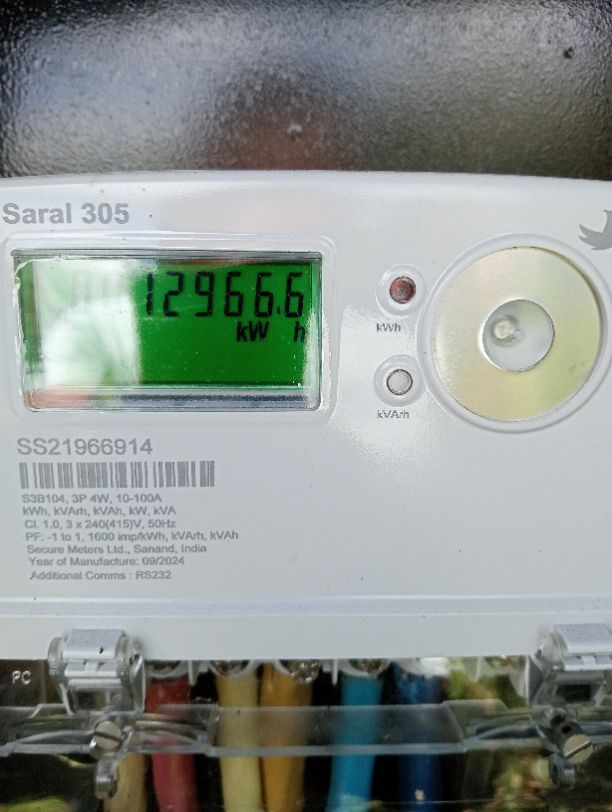 Saral 305
12966.6
kW h
kWh
kVArh
SS21966914
S3B104, 3P 4W, 10-100A
kWh, kVArh, kVAh, kW, kVA
Cl. 1.0, 3 x 240(415)V, 50Hz
PF: -1 to 1, 1600 imp/kWh, kVArh, kVAh
Secure Meters Ltd., Sanand, India
Year of Manufacture: 09/2024
Additional Comms : RS232
PC